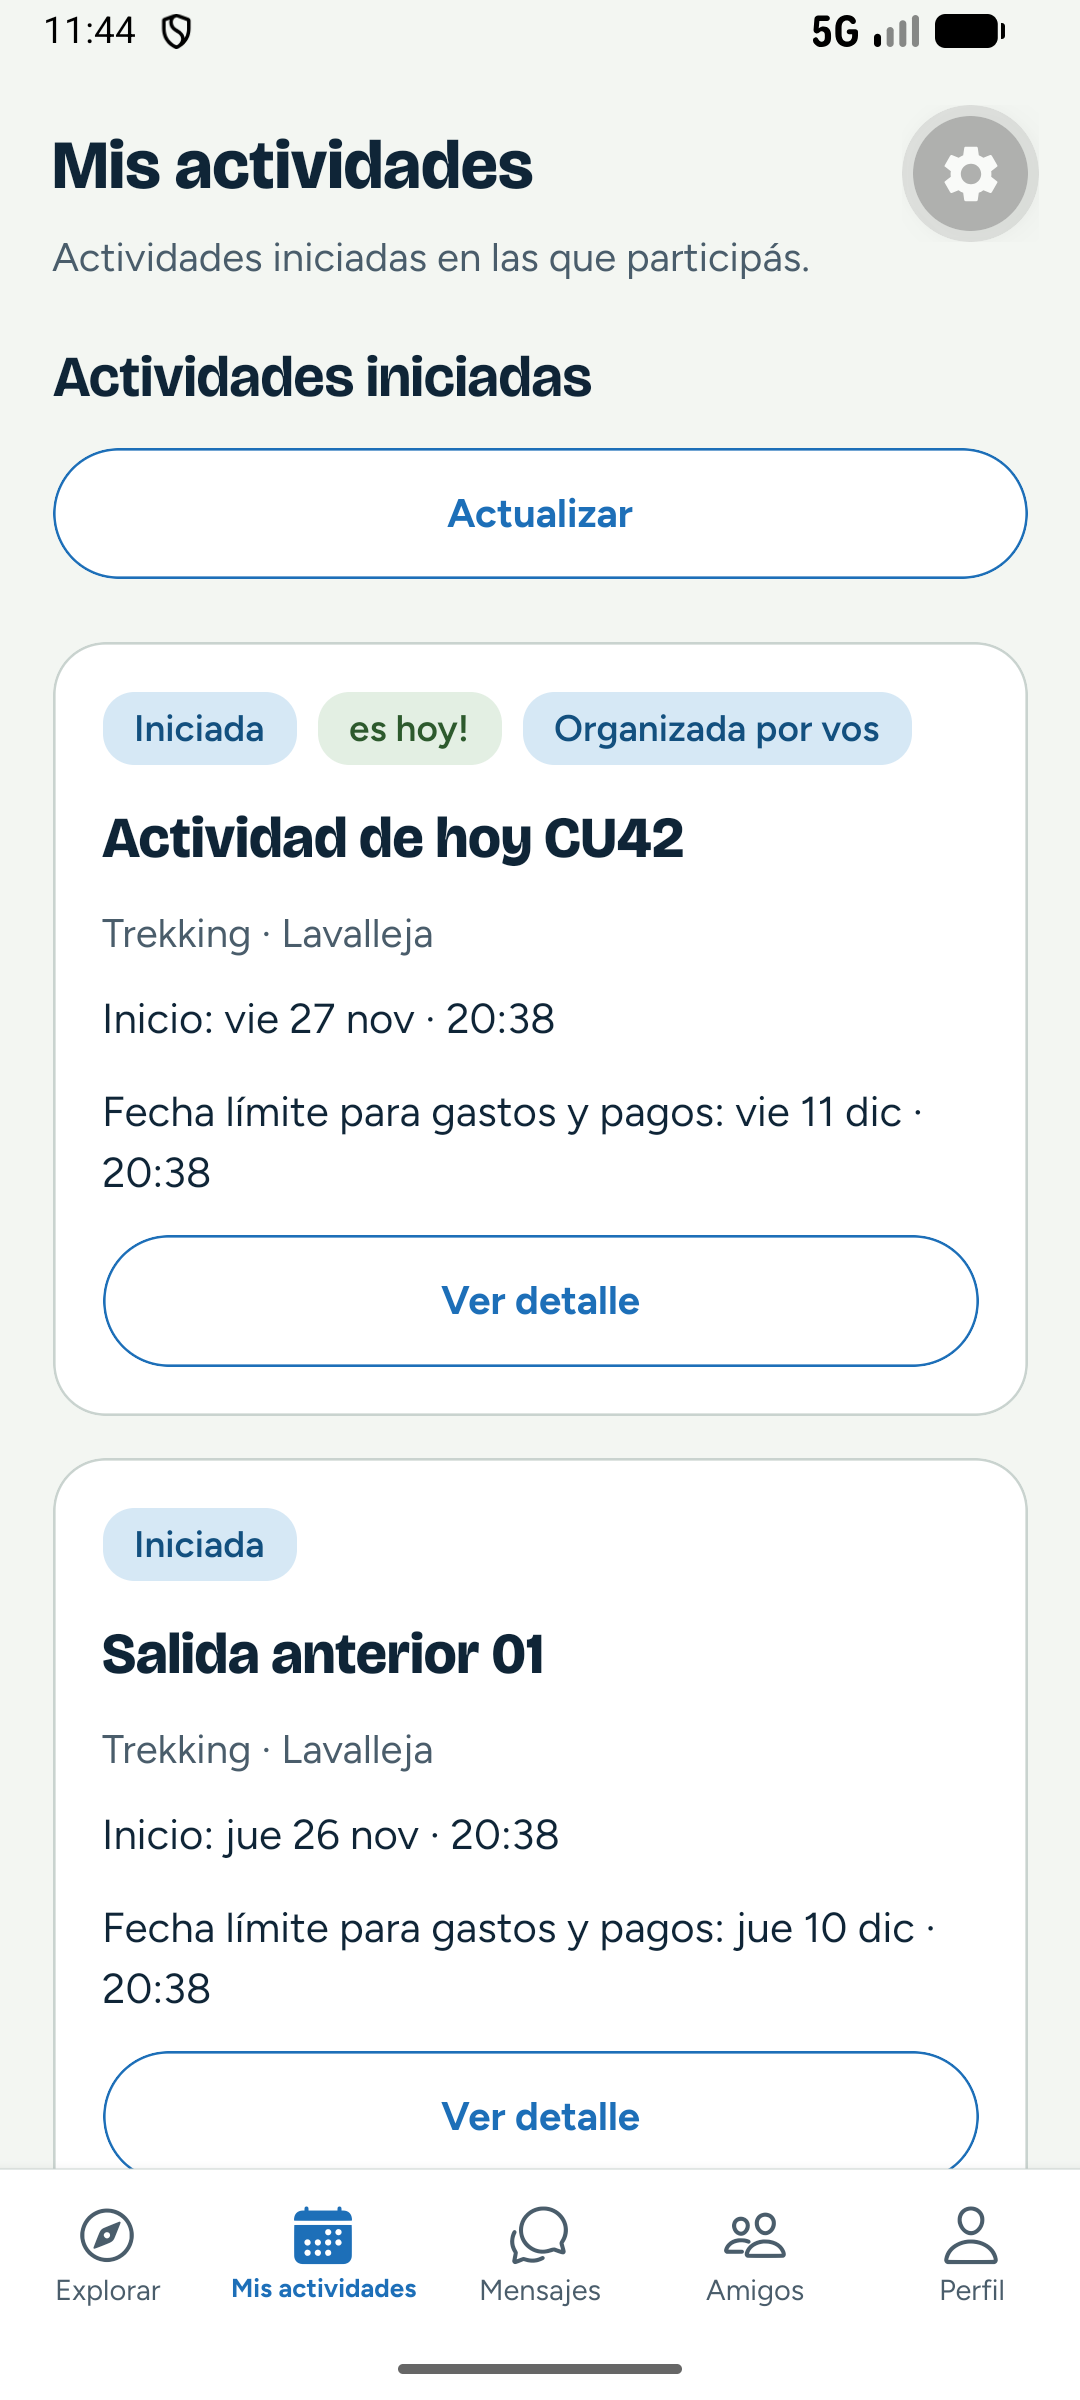 11:44
5G
Mis actividades
Actividades iniciadas en las que participás.
Actividades iniciadas
Actualizar
Iniciada
es hoy!
Organizada por vos
Actividad de hoy CU42
Trekking · Lavalleja
Inicio: vie 27 nov · 20:38
Fecha límite para gastos y pagos: vie 11 dic ·
20:38
Ver detalle
Iniciada
Salida anterior 01
Trekking · Lavalleja
Inicio: jue 26 nov · 20:38
Fecha límite para gastos y pagos: jue 10 dic ·
20:38
Ver detalle
Explorar
Mis actividades
Mensajes
Amigos
Perfil